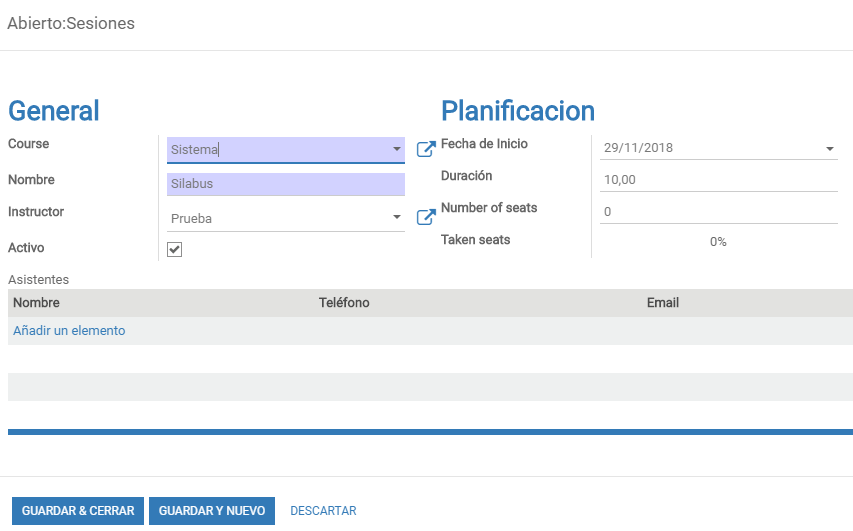 Abierto:Sesiones
General
Course
Sistema
Nombre
Silabus
Instructor
Prueba
Activo
Planificacion
Fecha de Inicio
29/11/2018
Duración
10,00
Number of seats
0
Taken seats
0%
Asistentes
Nombre Teléfono Email
Añadir un elemento
GUARDAR & CERRAR GUARDAR Y NUEVO DESCARTAR